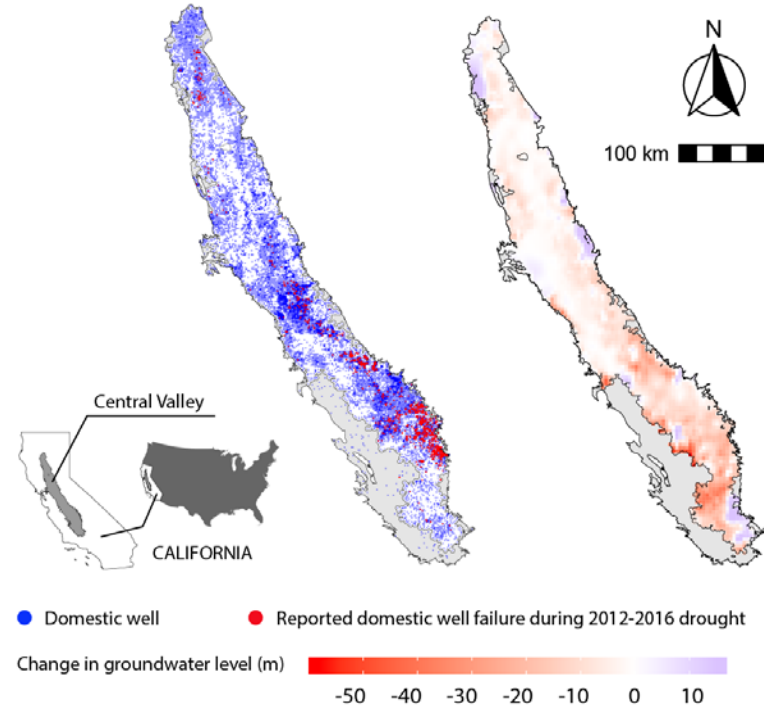 N
100 km
Central Valley
CALIFORNIA
Domestic well
Reported domestic well failure during 2012-2016 drought
Change in groundwater level (m)
-50 -40 -30 -20 -10 0 10